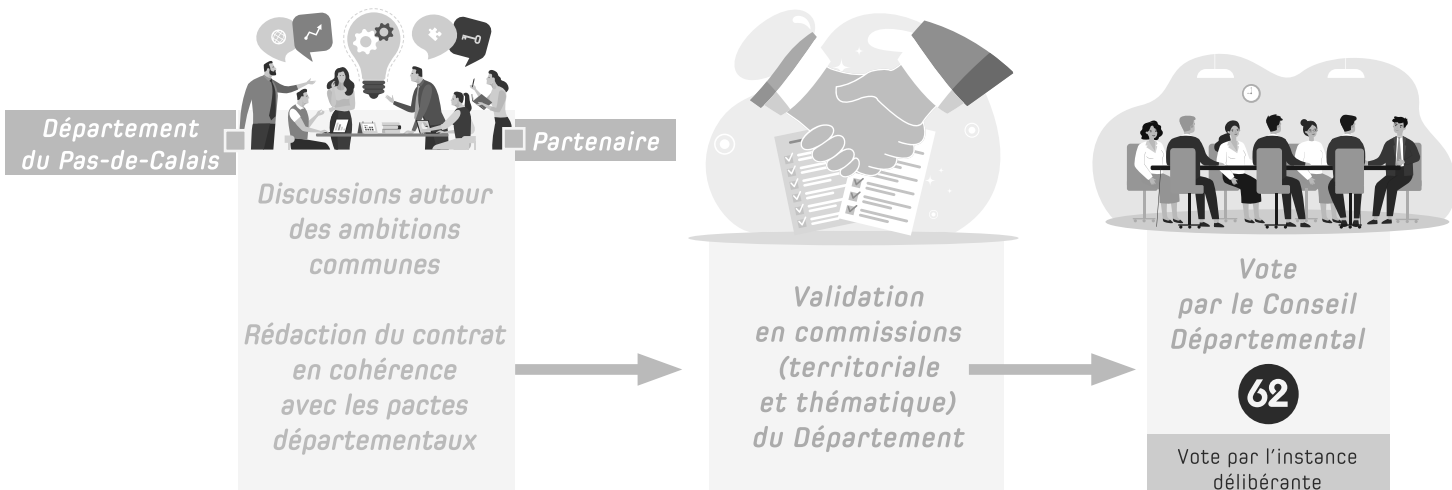 Département
du Pas-de-Calais
Partenaire
Discussions autour
des ambitions
communes
Rédaction du contrat
en cohérence
avec les pactes
départementaux
Validation
en commissions
(territoriale
et thématique)
du Département
Vote
par le Conseil
Départemental
62
Vote par l'instance
délibérante